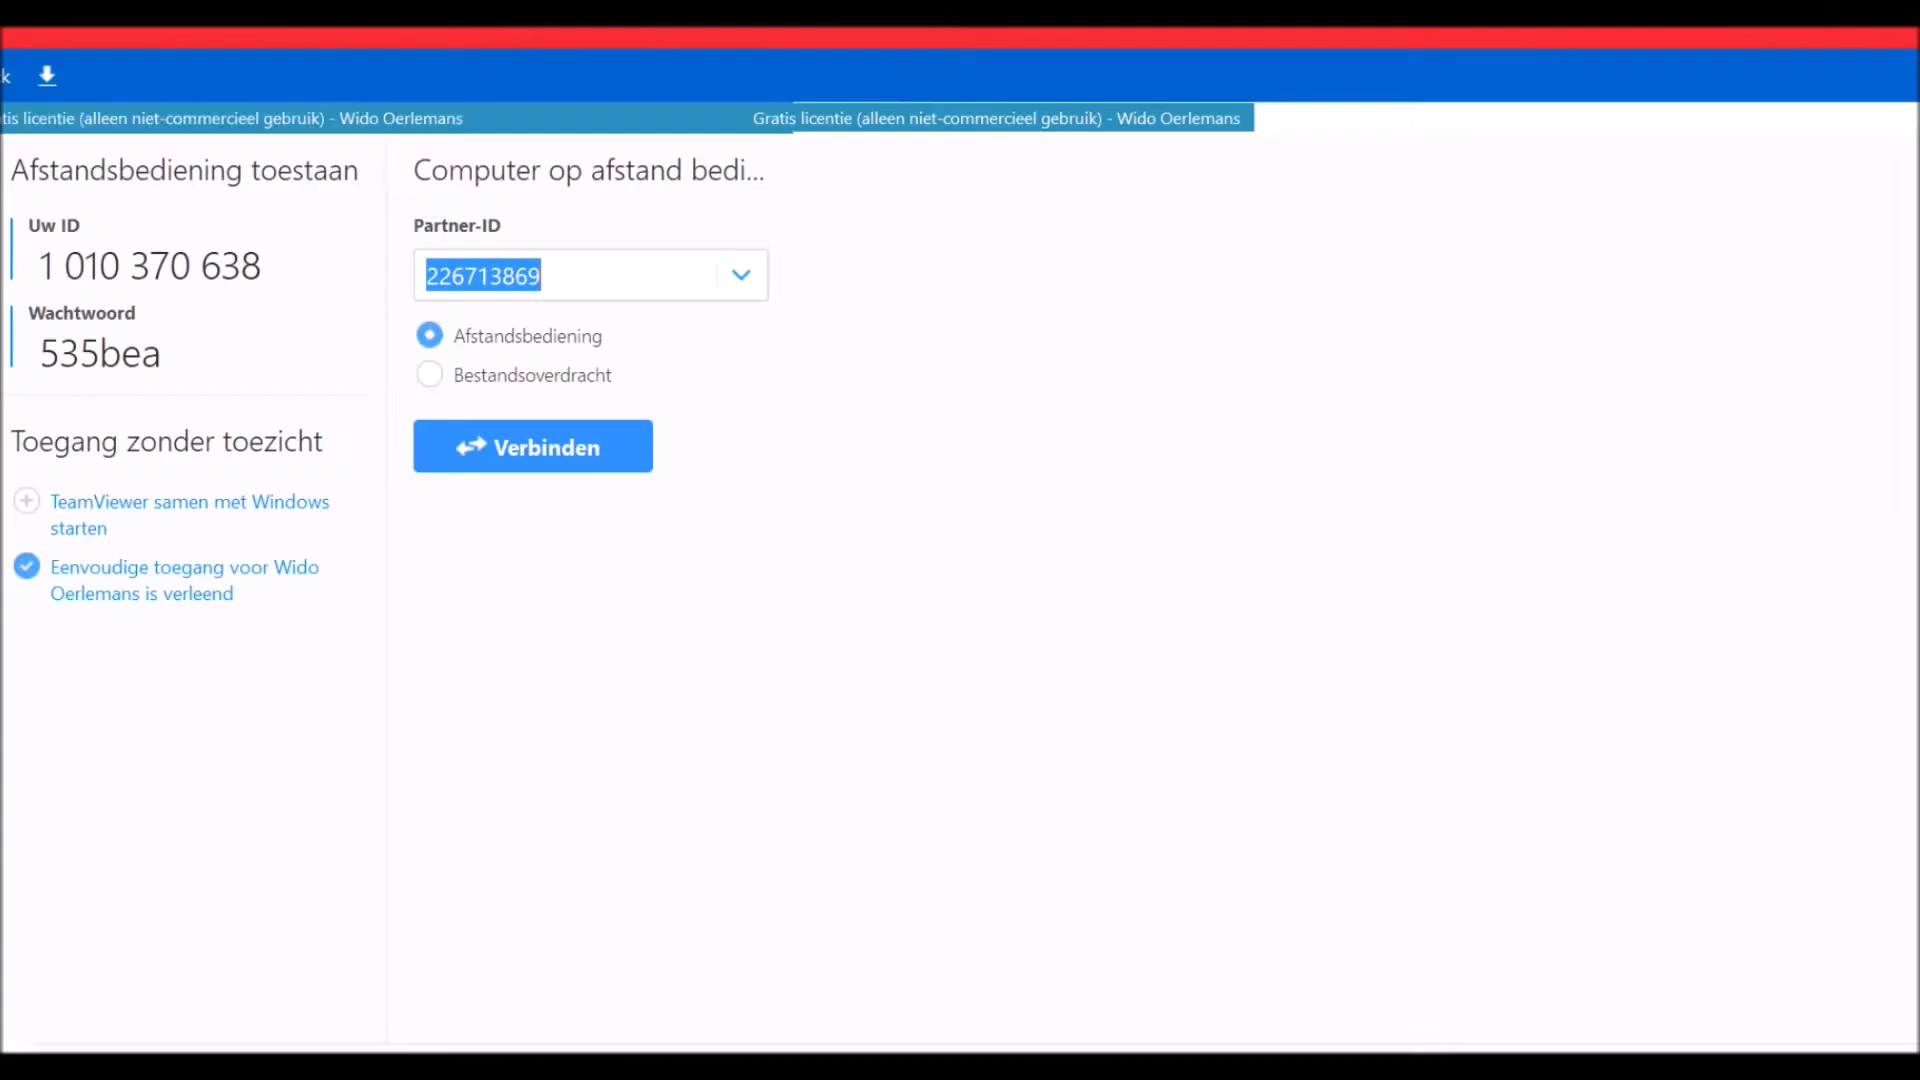 k
tis licentie (alleen niet-commercieel gebruik) - Wido Oerlemans
Gratis licentie (alleen niet-commercieel gebruik) - Wido Oerlemans
Afstandsbediening toestaan
Uw ID
1 010 370 638
Wachtwoord
535bea
Toegang zonder toezicht
TeamViewer samen met Windows
starten
Eenvoudige toegang voor Wido
Oerlemans is verleend
Computer op afstand bedi...
Partner-ID
226713869
Afstandsbediening
Bestandsoverdracht
Verbinden